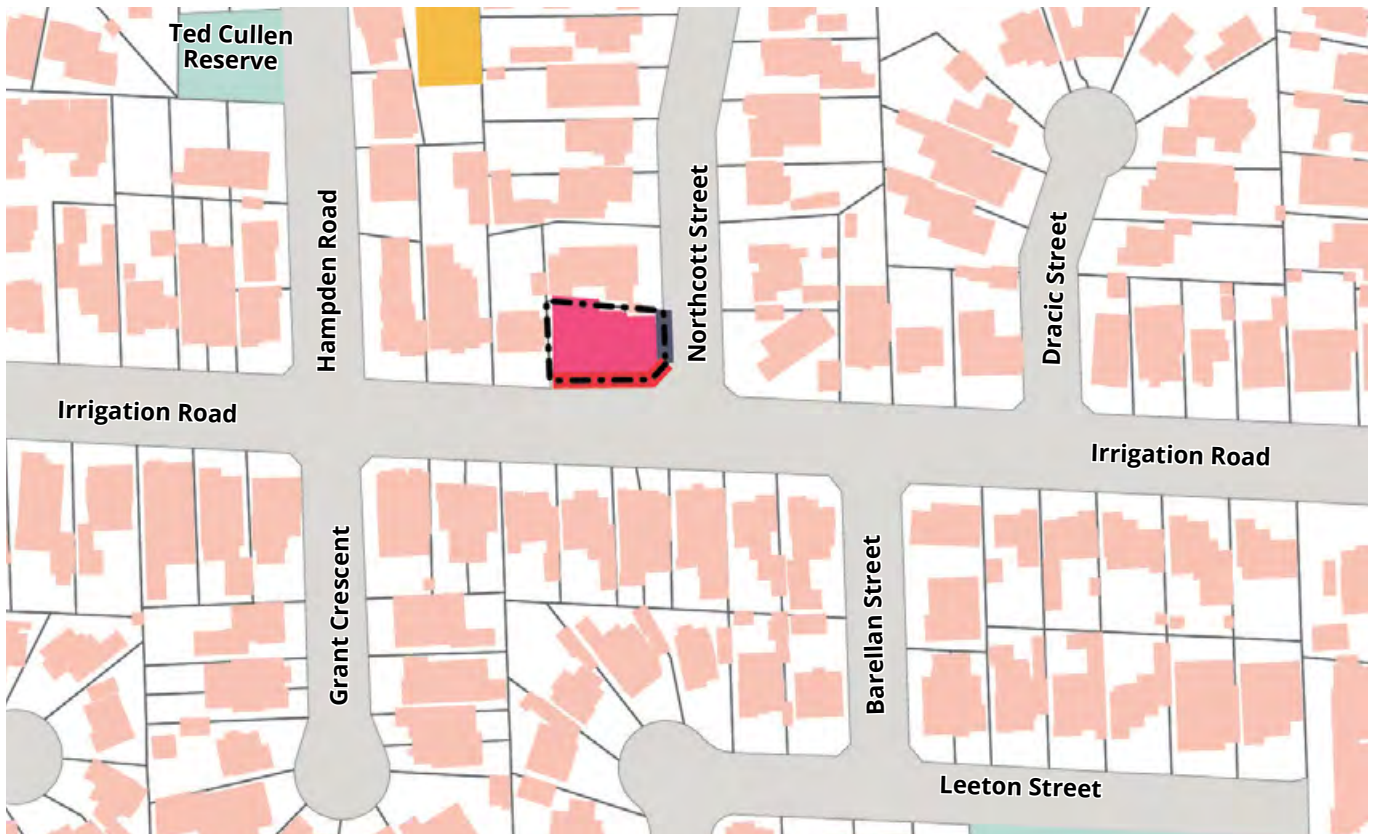 Ted Cullen
Reserve
Hampden Road
Northcott Street
Dracic Street
Irrigation Road
Irrigation Road
Grant Crescent
Barellan Street
Leeton Street